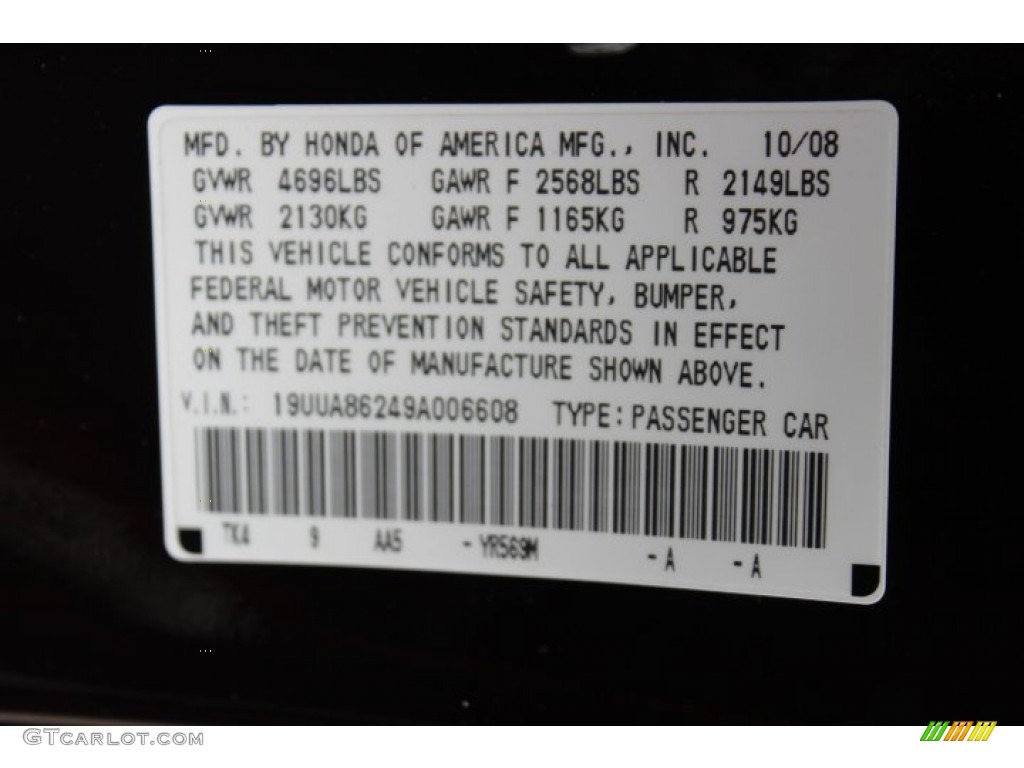 MFD. BY HONDA OF AMERICA MFG., INC. 10/08
GVWR 4696LBS GAWR F 2568LBS R 2149LBS
GVWR 2130KG GAWR F 1165KG R 975KG
THIS VEHICLE CONFORMS TO ALL APPLICABLE
FEDERAL MOTOR VEHICLE SAFETY, BUMPER,
AND THEFT PREVENTION STANDARDS IN EFFECT
ON THE DATE OF MANUFACTURE SHOWN ABOVE.
V.I.N.: 19UUA86249A006608 TYPE:PASSENGER CAR
TK4 9 AA5 -YR569M -A -A
GTCARLOT.COM